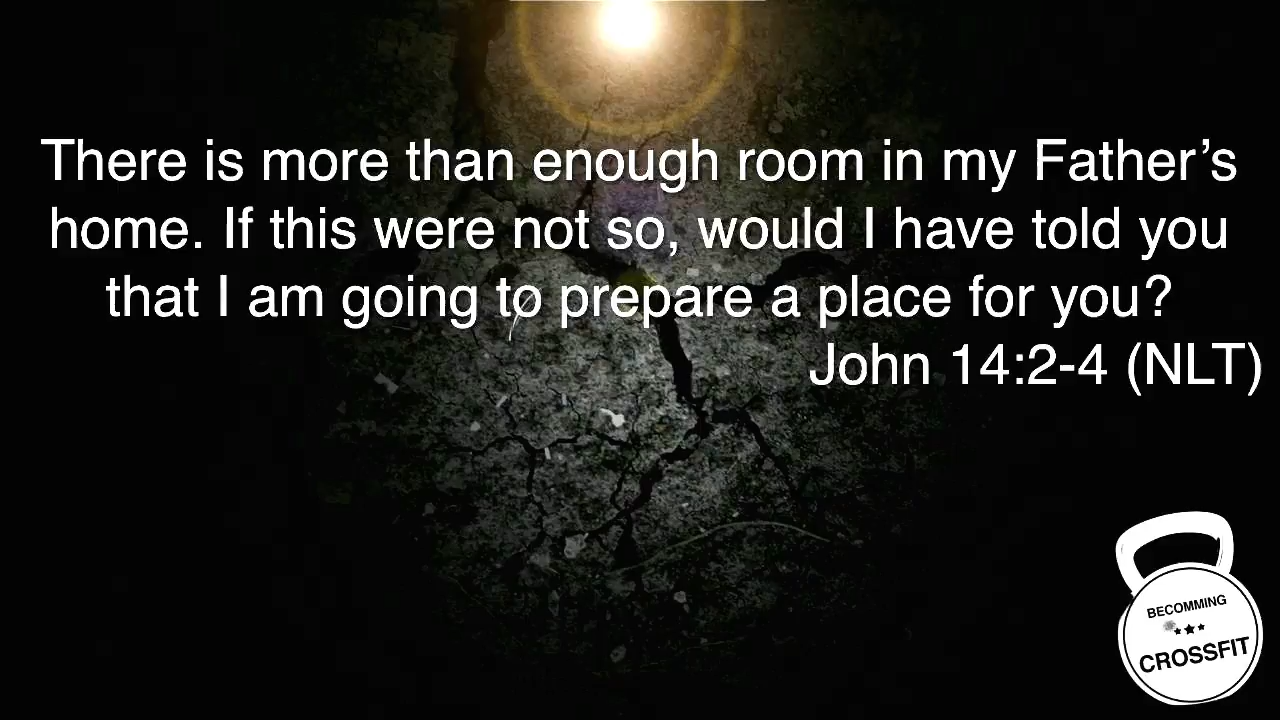 There is more than enough room in my Father’s
home. If this were not so, would I have told you
that I am going to prepare a place for you?
John 14:2-4 (NLT)
BECOMMING
CROSSFIT